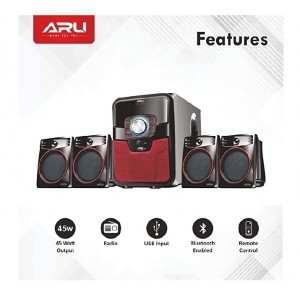 ARU
Features
45w
45 Watt
Output
Radio
USB Input
Bluetooth
Enabled
Remote
Control